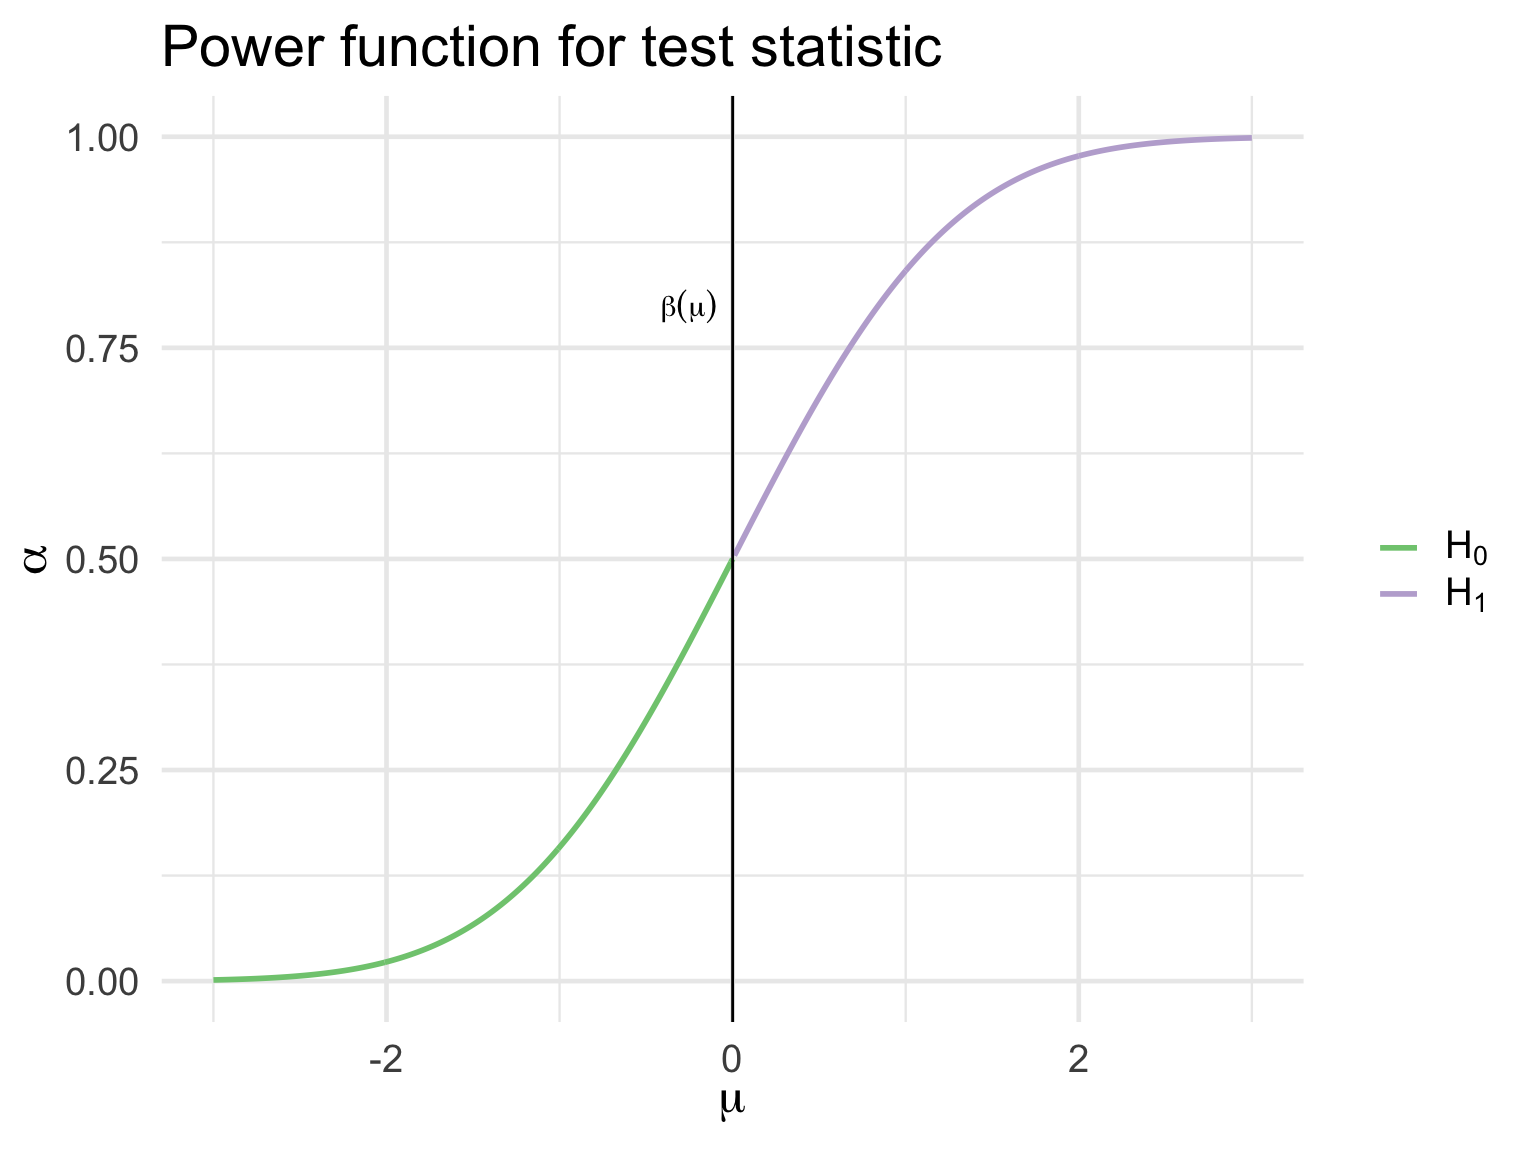 Power function for test statistic
1.00
β(μ)
0.75
α
0.50
H₀
H₁
0.25
0.00
-2
0
2
μ